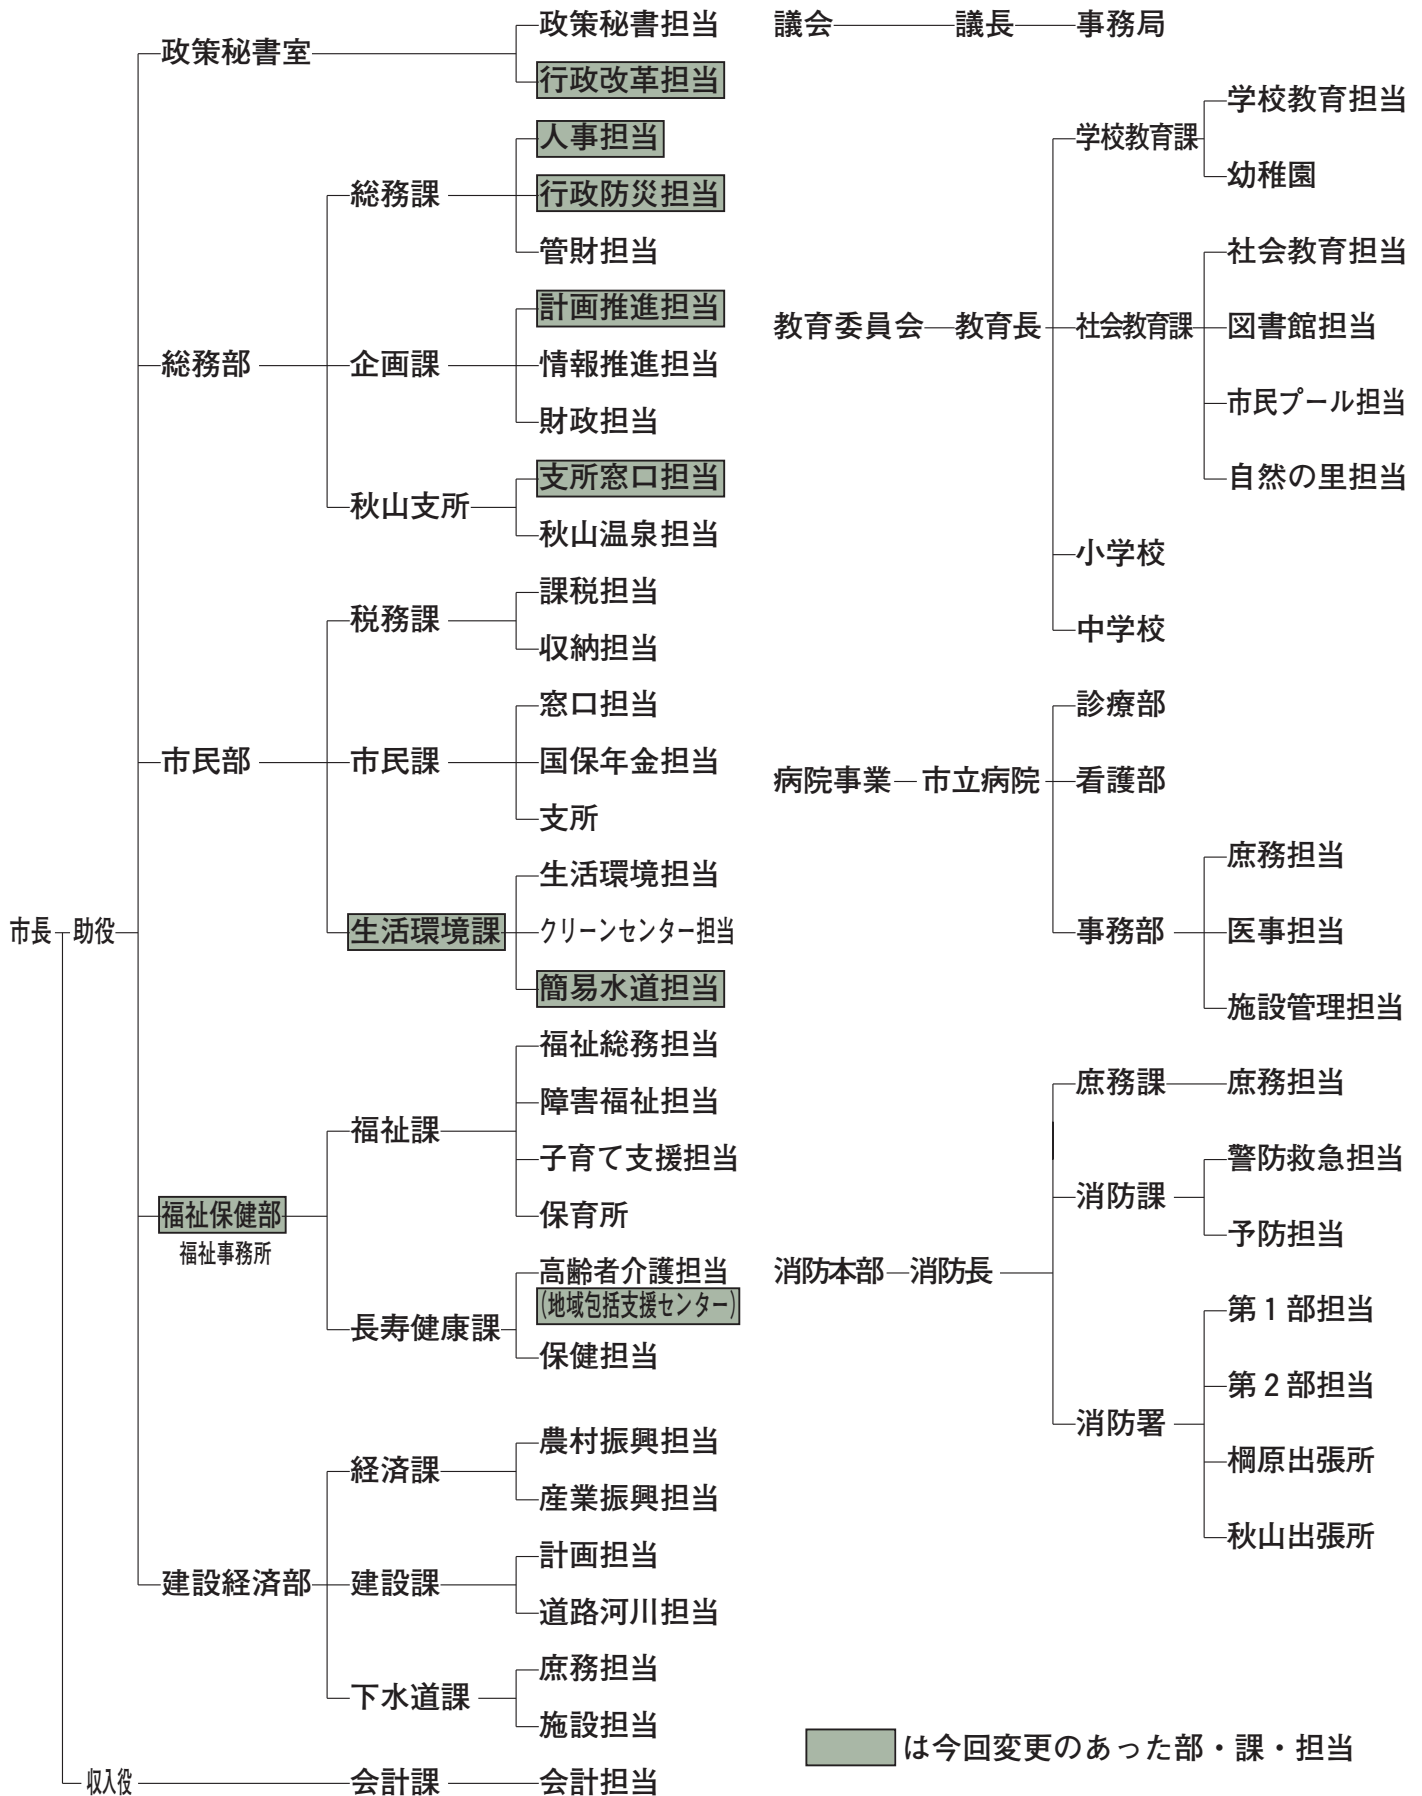 市長
助役
政策秘書室
政策秘書担当
行政改革担当
総務部
総務課
人事担当
行政防災担当
管財担当
企画課
計画推進担当
情報推進担当
財政担当
秋山支所
支所窓口担当
秋山温泉担当
市民部
税務課
課税担当
収納担当
市民課
窓口担当
国保年金担当
支所
生活環境課
生活環境担当
クリーンセンター担当
簡易水道担当
福祉保健部
福祉事務所
福祉課
福祉総務担当
障害福祉担当
子育て支援担当
保育所
長寿健康課
高齢者介護担当
(地域包括支援センター)
保健担当
建設経済部
経済課
農村振興担当
産業振興担当
建設課
計画担当
道路河川担当
下水道課
庶務担当
施設担当
収入役
会計課
会計担当
議会
議長
事務局
教育委員会
教育長
学校教育課
学校教育担当
幼稚園
社会教育課
社会教育担当
図書館担当
市民プール担当
自然の里担当
小学校
中学校
病院事業
市立病院
診療部
看護部
事務部
庶務担当
医事担当
施設管理担当
消防本部
消防長
庶務課
庶務担当
消防課
警防救急担当
予防担当
消防署
第1部担当
第2部担当
棡原出張所
秋山出張所
は今回変更のあった部・課・担当